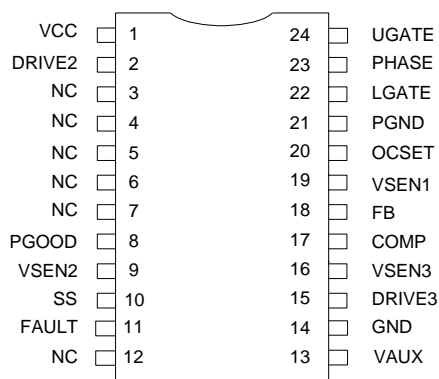 VCC 1 24 UGATE
DRIVE2 2 23 PHASE
NC 3 22 LGATE
NC 4 21 PGND
NC 5 20 OCSET
NC 6 19 VSEN1
NC 7 18 FB
PGOOD 8 17 COMP
VSEN2 9 16 VSEN3
SS 10 15 DRIVE3
FAULT 11 14 GND
NC 12 13 VAUX